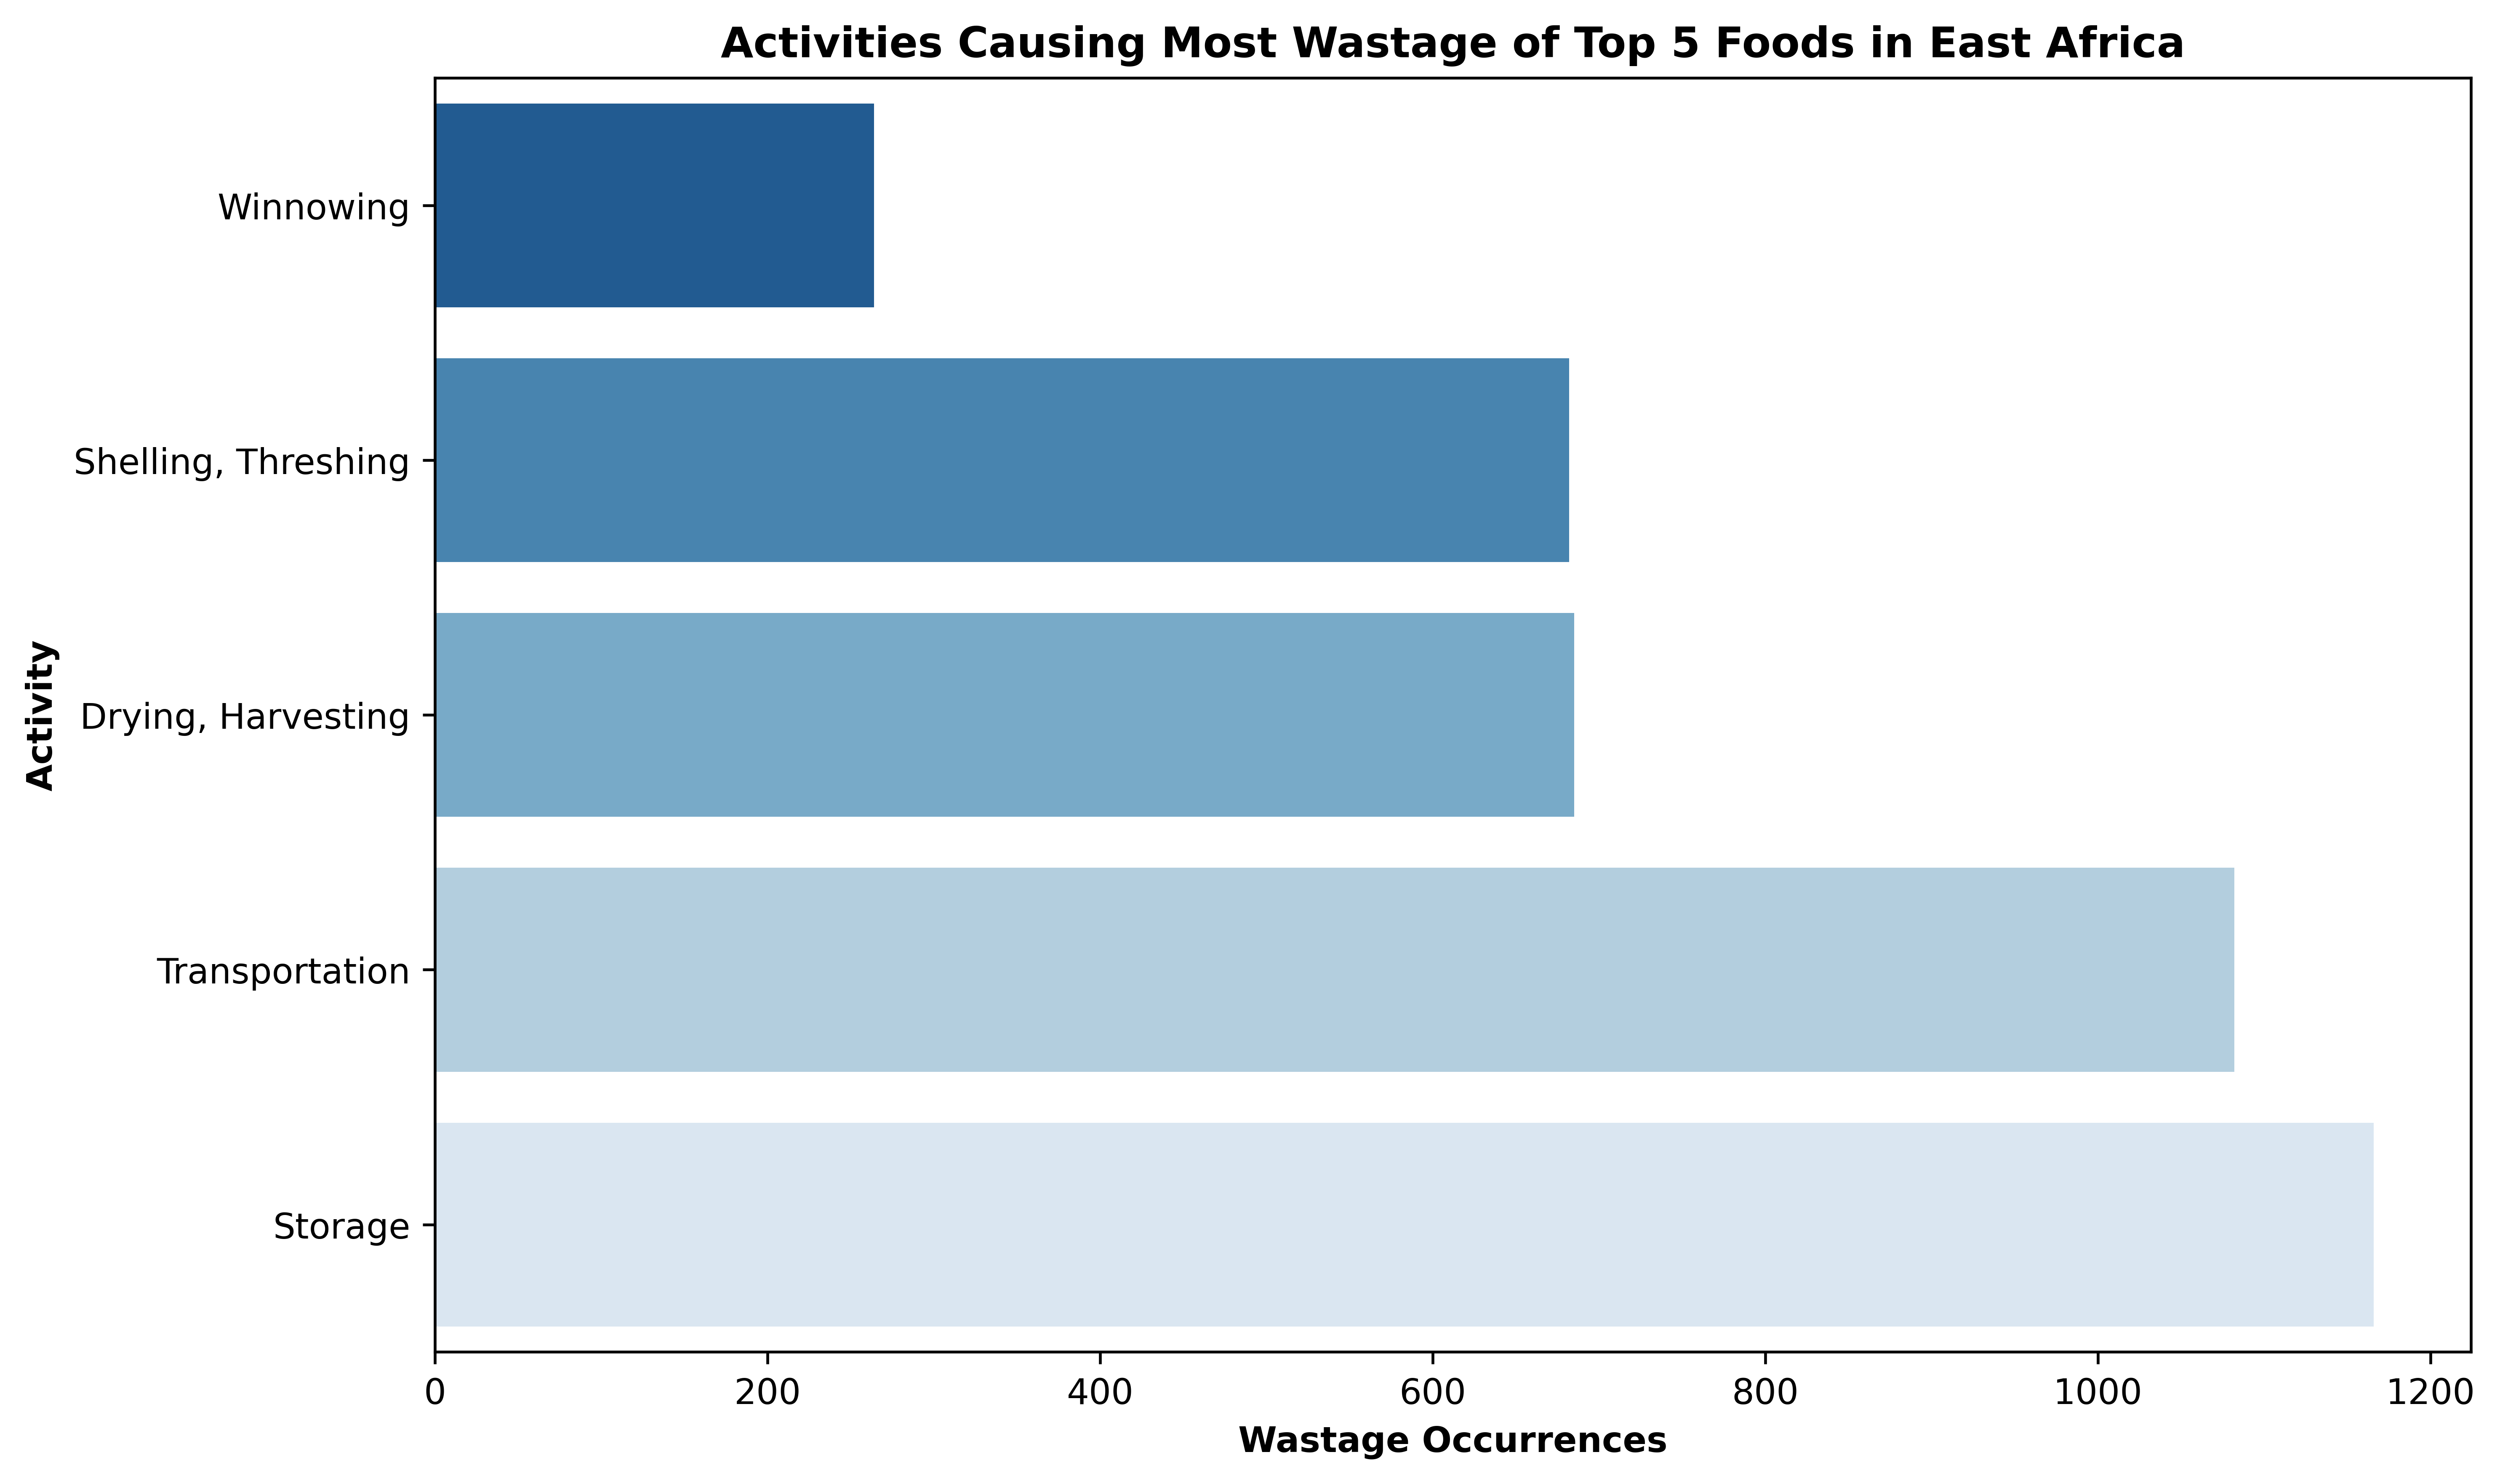 Activities Causing Most Wastage of Top 5 Foods in East Africa
Activity
Winnowing
Shelling, Threshing
Drying, Harvesting
Transportation
Storage
0 200 400 600 800 1000 1200
Wastage Occurrences